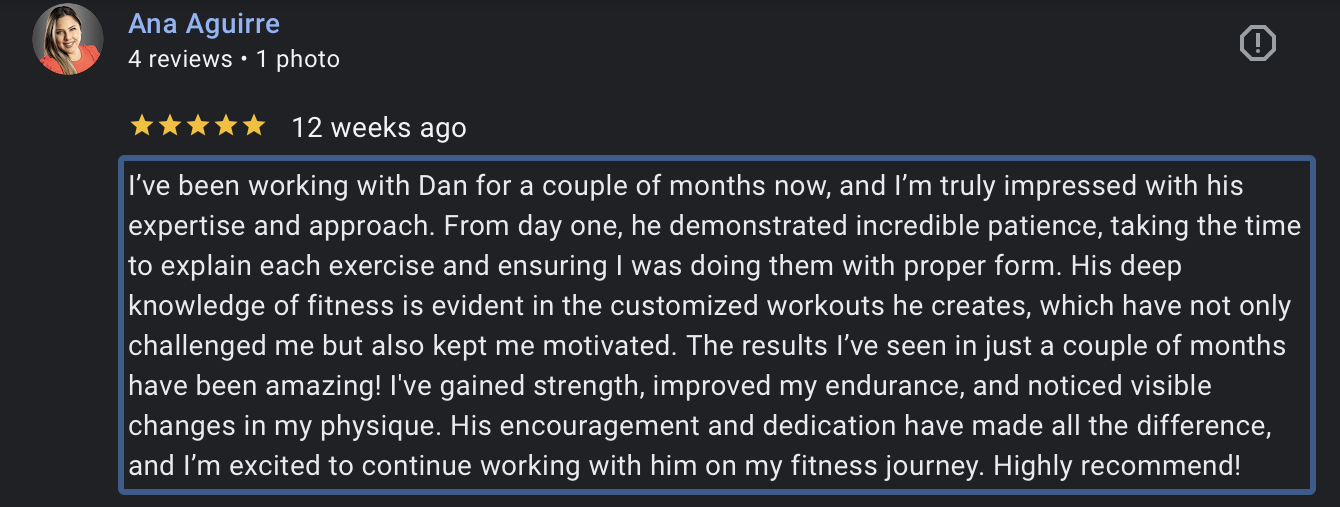 Ana Aguirre
4 reviews • 1 photo
12 weeks ago
I’ve been working with Dan for a couple of months now, and I’m truly impressed with his
expertise and approach. From day one, he demonstrated incredible patience, taking the time
to explain each exercise and ensuring I was doing them with proper form. His deep
knowledge of fitness is evident in the customized workouts he creates, which have not only
challenged me but also kept me motivated. The results I’ve seen in just a couple of months
have been amazing! I've gained strength, improved my endurance, and noticed visible
changes in my physique. His encouragement and dedication have made all the difference,
and I’m excited to continue working with him on my fitness journey. Highly recommend!